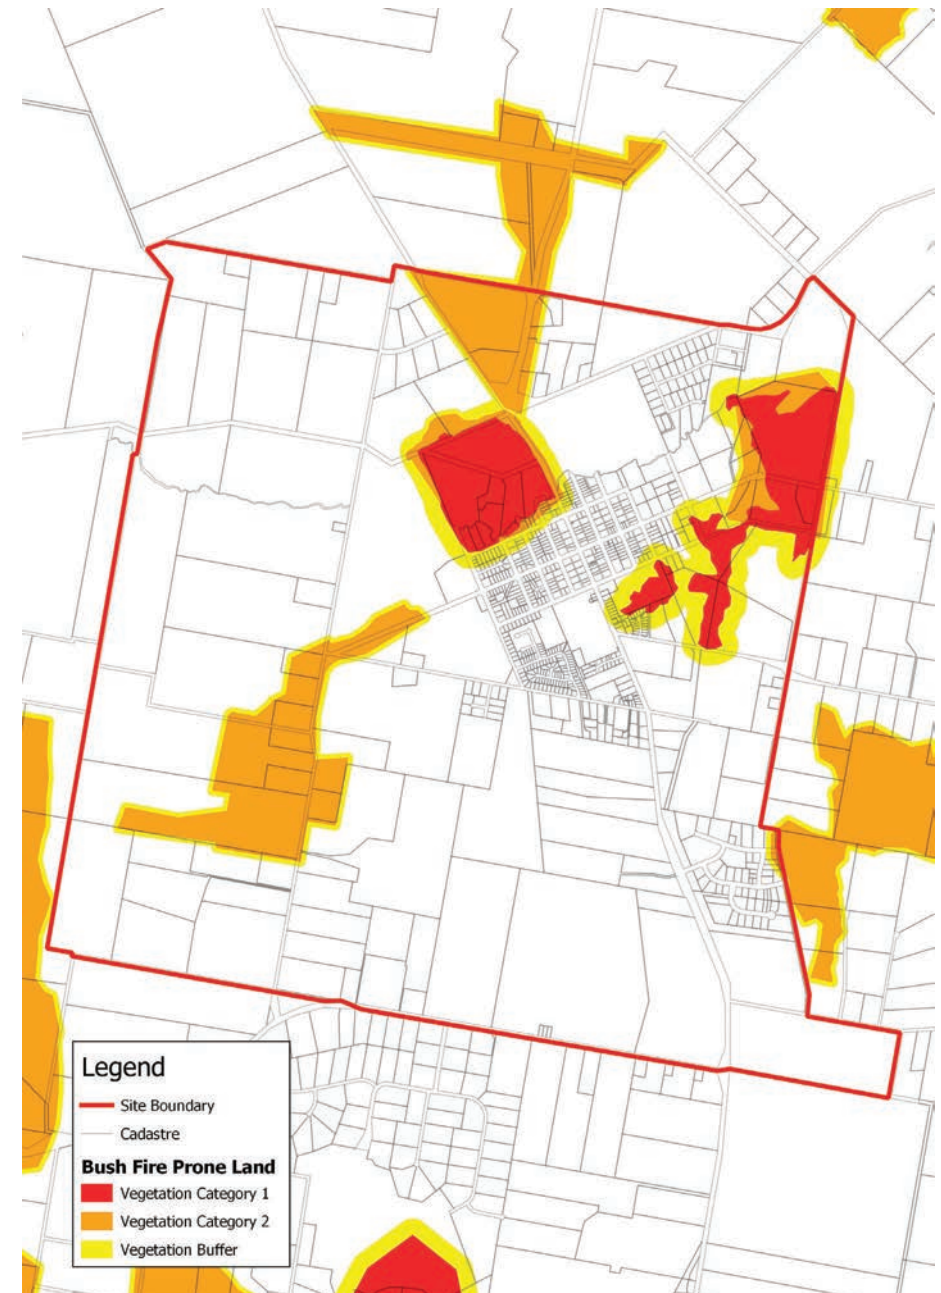 Legend
Site Boundary
Cadastre
Bush Fire Prone Land
Vegetation Category 1
Vegetation Category 2
Vegetation Buffer